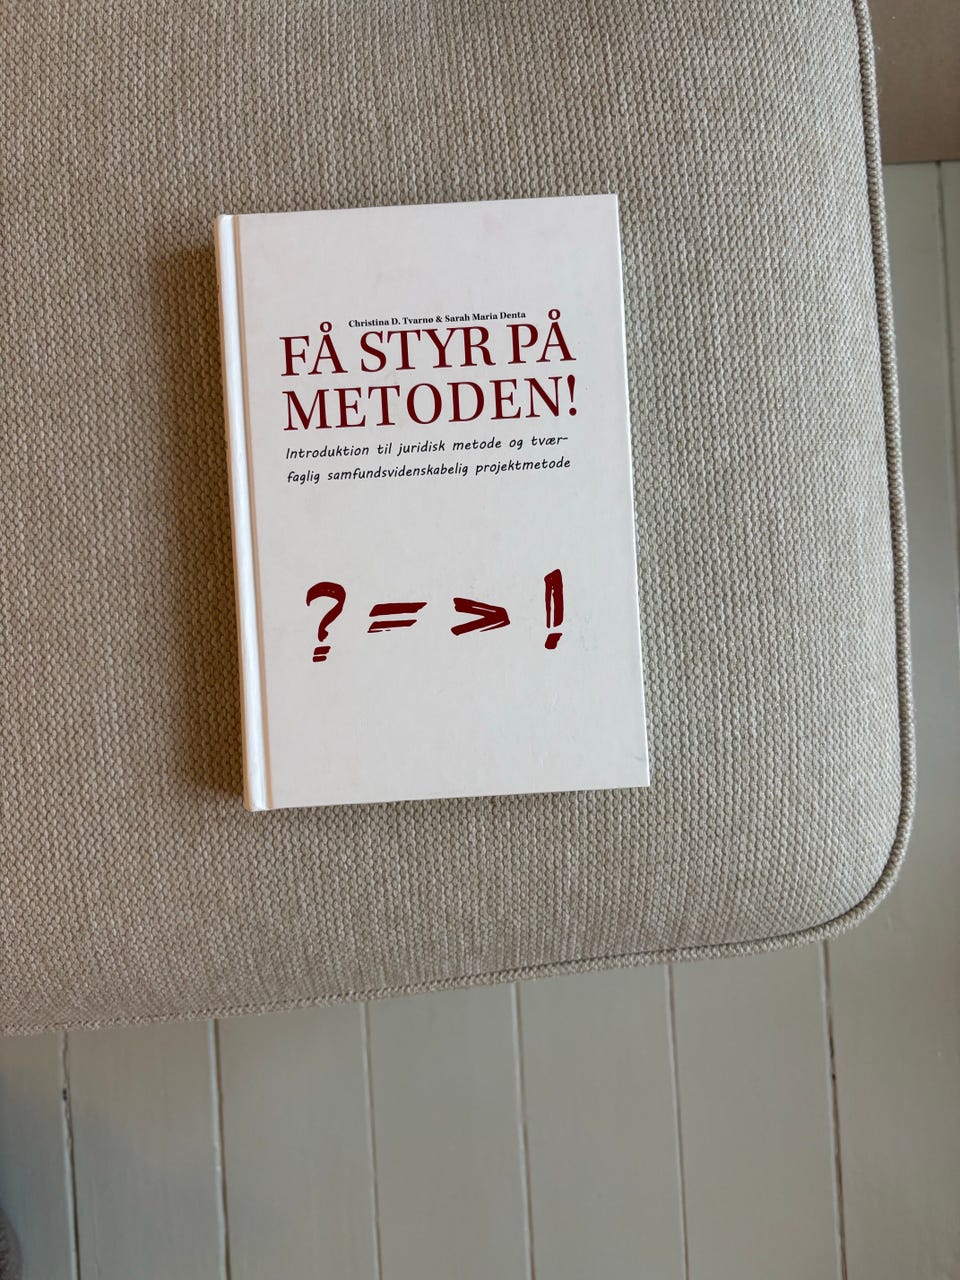 Christina D. Tvarnø & Sarah Maria Denta
FÅ STYR PÅ
METODEN!
Introduktion til juridisk metode og tvær-
faglig samfundsvidenskabelig projektmetode
? = > !